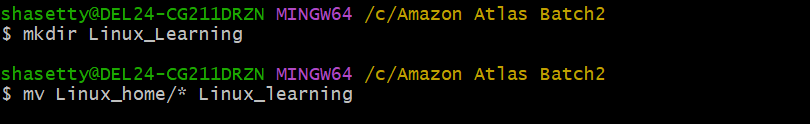 shasetty@DEL24-CG211DRZN MINGW64 /c/Amazon Atlas Batch2
$ mkdir Linux_Learning
shasetty@DEL24-CG211DRZN MINGW64 /c/Amazon Atlas Batch2
$ mv Linux_home/* Linux_learning